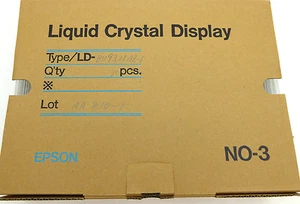 Liquid Crystal Display
Type/LD-
Q'ty pcs.
※
Lot
EPSON
NO-3